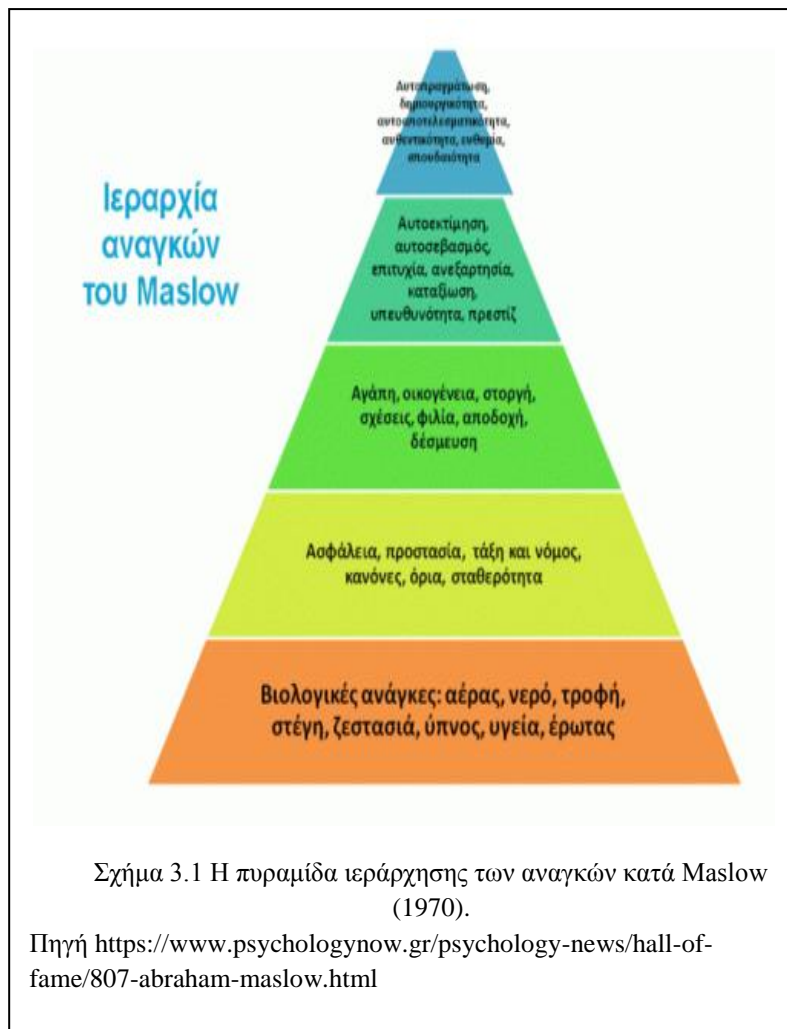 Ιεραρχία
αναγκών
του Maslow
Αυτοπραγμάτωση,
δημιουργικότητα,
αυτοαποτελεσματικότητα,
αυθεντικότητα, ευθυμία,
σπουδαιότητα
Αυτοεκτίμηση,
αυτοσεβασμός,
επιτυχία, ανεξαρτησία,
καταξίωση,
υπευθυνότητα, πρεστίζ
Αγάπη, οικογένεια, στοργή,
σχέσεις, φιλία, αποδοχή,
δέσμευση
Ασφάλεια, προστασία, τάξη και νόμος,
κανόνες, όρια, σταθερότητα
Βιολογικές ανάγκες: αέρας, νερό, τροφή,
στέγη, ζεστασιά, ύπνος, υγεία, έρωτας
Σχήμα 3.1 Η πυραμίδα ιεράρχησης των αναγκών κατά Maslow
(1970).
Πηγή https://www.psychologynow.gr/psychology-news/hall-of-
fame/807-abraham-maslow.html